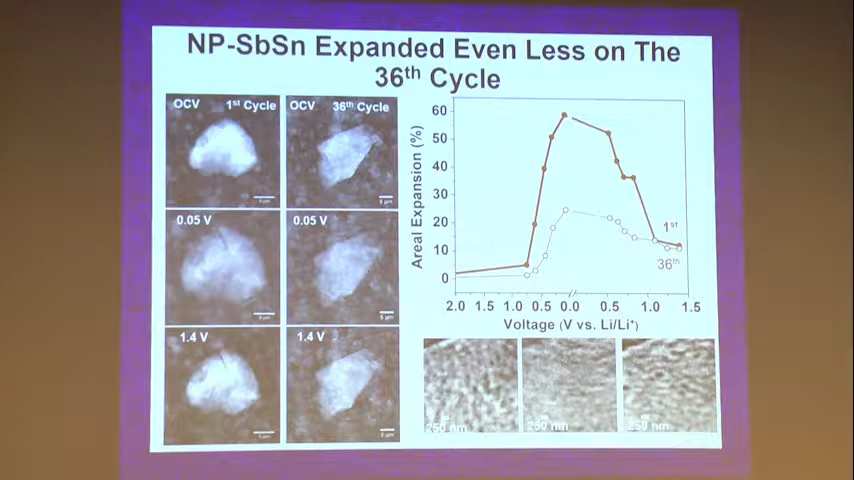 NP-SbSn Expanded Even Less on The
36th Cycle
OCV 1st Cycle
OCV 36th Cycle
0.05 V
0.05 V
1.4 V
1.4 V
Areal Expansion (%)
60
50
40
30
20
10
0
1st
36th
2.0 1.5 1.0 0.5 0.0 0.5 1.0 1.5
Voltage (V vs. Li/Li+)
250 nm
250 nm
250 nm